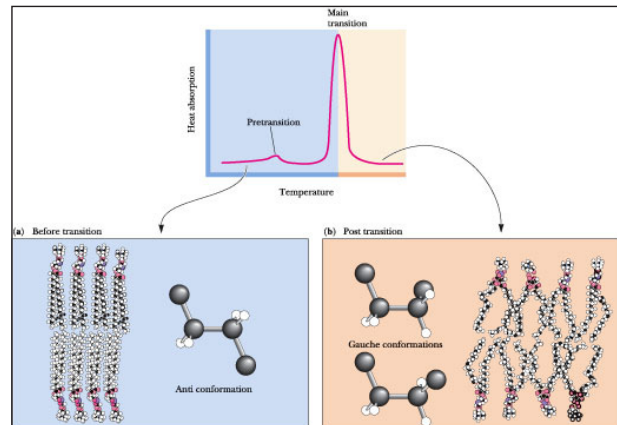 Main
transition
Heat absorption
Pretransition
Temperature
(a) Before transition
Anti conformation
(b) Post transition
Gauche conformations